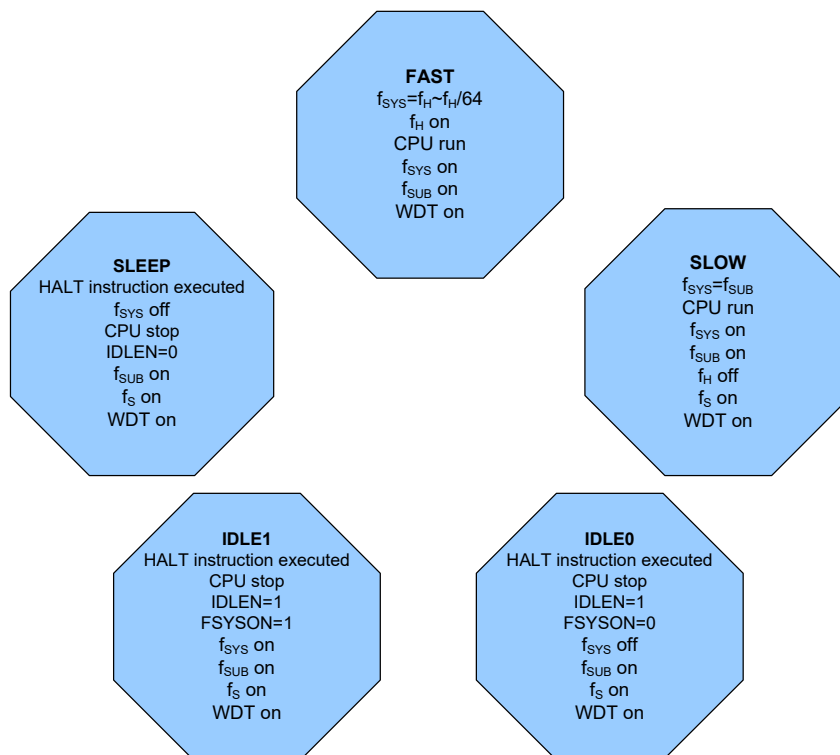 FAST
fSYS=fH~fH/64
fH on
CPU run
fSYS on
fSUB on
WDT on
SLEEP
HALT instruction executed
fSYS off
CPU stop
IDLEN=0
fSUB on
fS on
WDT on
SLOW
fSYS=fSUB
CPU run
fSYS on
fSUB on
fH off
fS on
WDT on
IDLE1
HALT instruction executed
CPU stop
IDLEN=1
FSYSON=1
fSYS on
fSUB on
fS on
WDT on
IDLE0
HALT instruction executed
CPU stop
IDLEN=1
FSYSON=0
fSYS off
fSUB on
fS on
WDT on